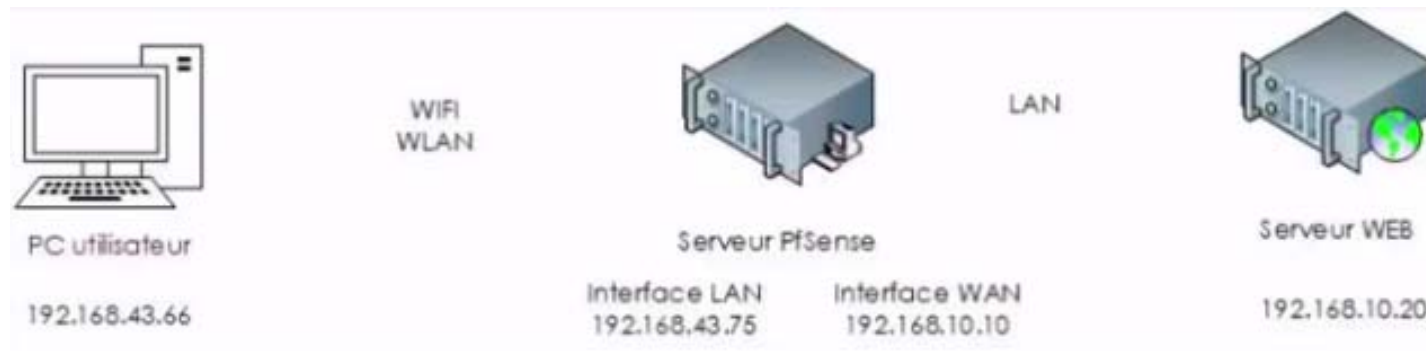 WIFI
WLAN
LAN
PC utilisateur
192.168.43.66
Serveur PfSense
Interface LAN
192.168.43.75
Interface WAN
192.168.10.10
Serveur WEB
192.168.10.20